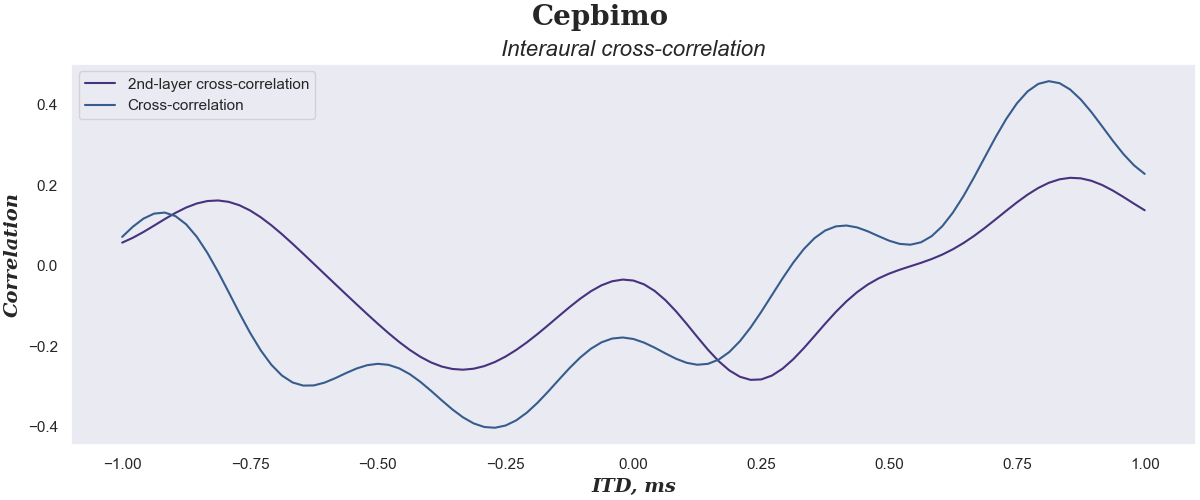 Cepbimo
Interaural cross-correlation
2nd-layer cross-correlation
Cross-correlation
Correlation
0.4
0.2
0.0
−0.2
−0.4
−1.00 −0.75 −0.50 −0.25 0.00 0.25 0.50 0.75 1.00
ITD, ms